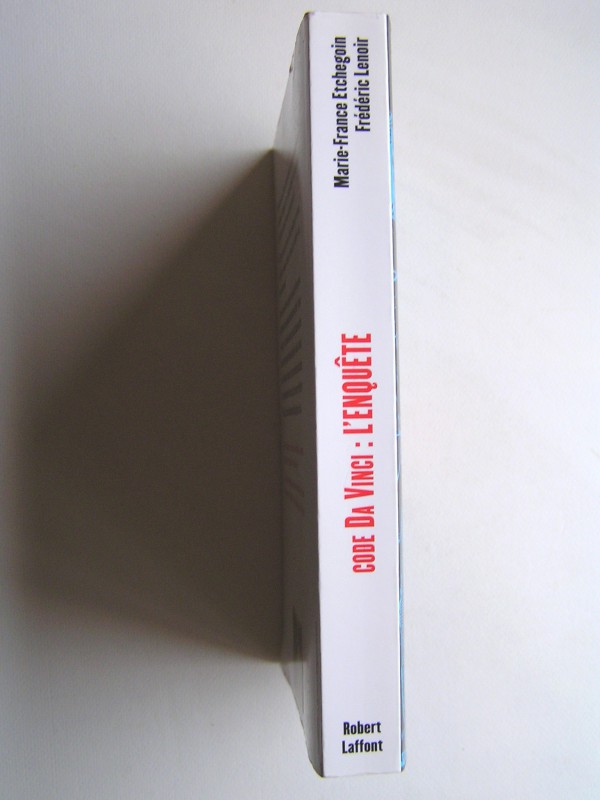 Marie-France Etchegoin
Frédéric Lenoir
CODE DA VINCI : L'ENQUÊTE
Robert
Laffont